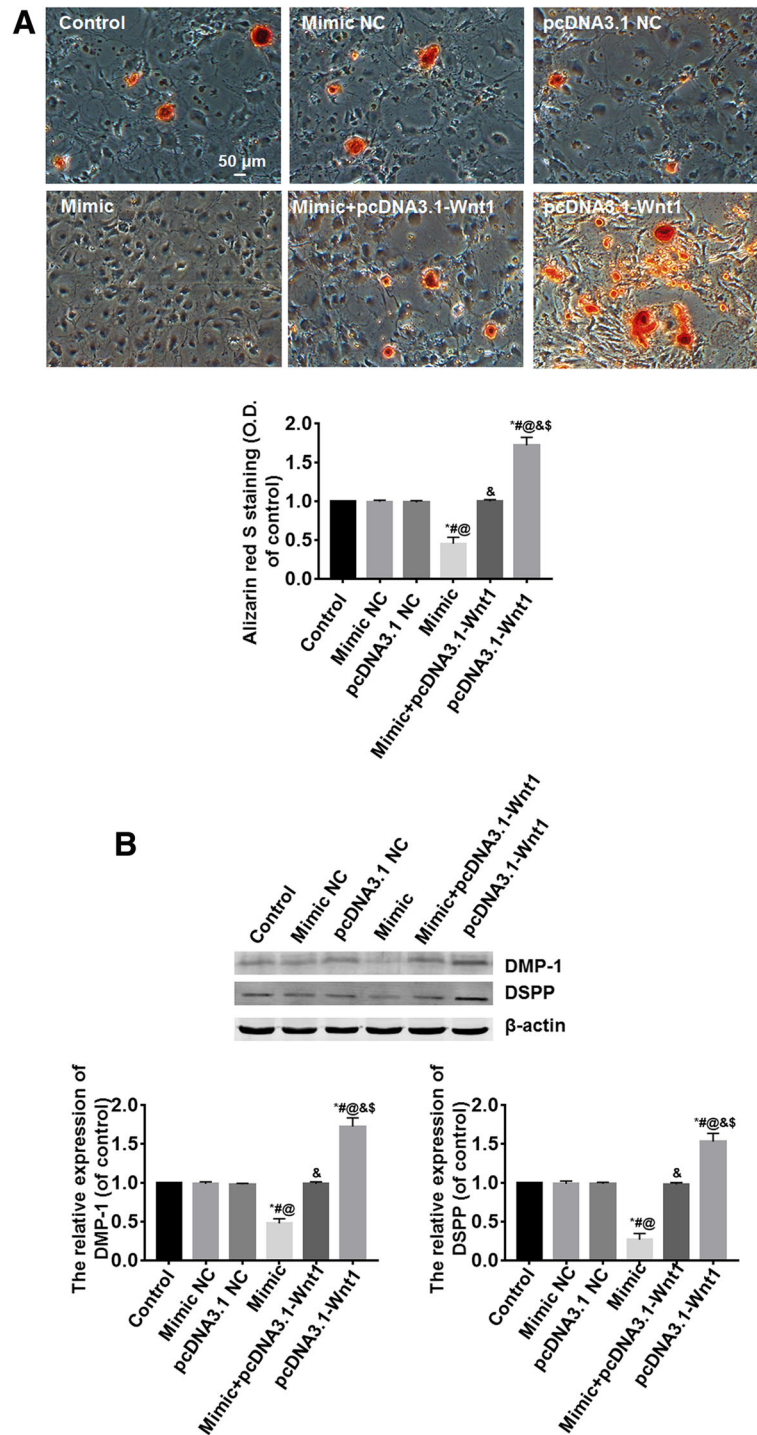 A
Control
Mimic NC
pcDNA3.1 NC
50 µm
Mimic
Mimic+pcDNA3.1-Wnt1
pcDNA3.1-Wnt1
Alizarin red S staining (O.D.
of control)
2.0
1.5
1.0
0.5
0.0
*#@
&
*#@&$
Control
Mimic NC
pcDNA3.1 NC
Mimic
Mimic+pcDNA3.1-Wnt1
pcDNA3.1-Wnt1
B
Control
Mimic NC
pcDNA3.1 NC
Mimic
Mimic+pcDNA3.1-Wnt1
pcDNA3.1-Wnt1
DMP-1
DSPP
β-actin
The relative expression of
DMP-1 (of control)
2.0
1.5
1.0
0.5
0.0
*#@
&
*#@&$
Control
Mimic NC
pcDNA3.1 NC
Mimic
Mimic+pcDNA3.1-Wnt1
pcDNA3.1-Wnt1
The relative expression of
DSPP (of control)
2.0
1.5
1.0
0.5
0.0
*#@
&
*#@&$
Control
Mimic NC
pcDNA3.1 NC
Mimic
Mimic+pcDNA3.1-Wnt1
pcDNA3.1-Wnt1